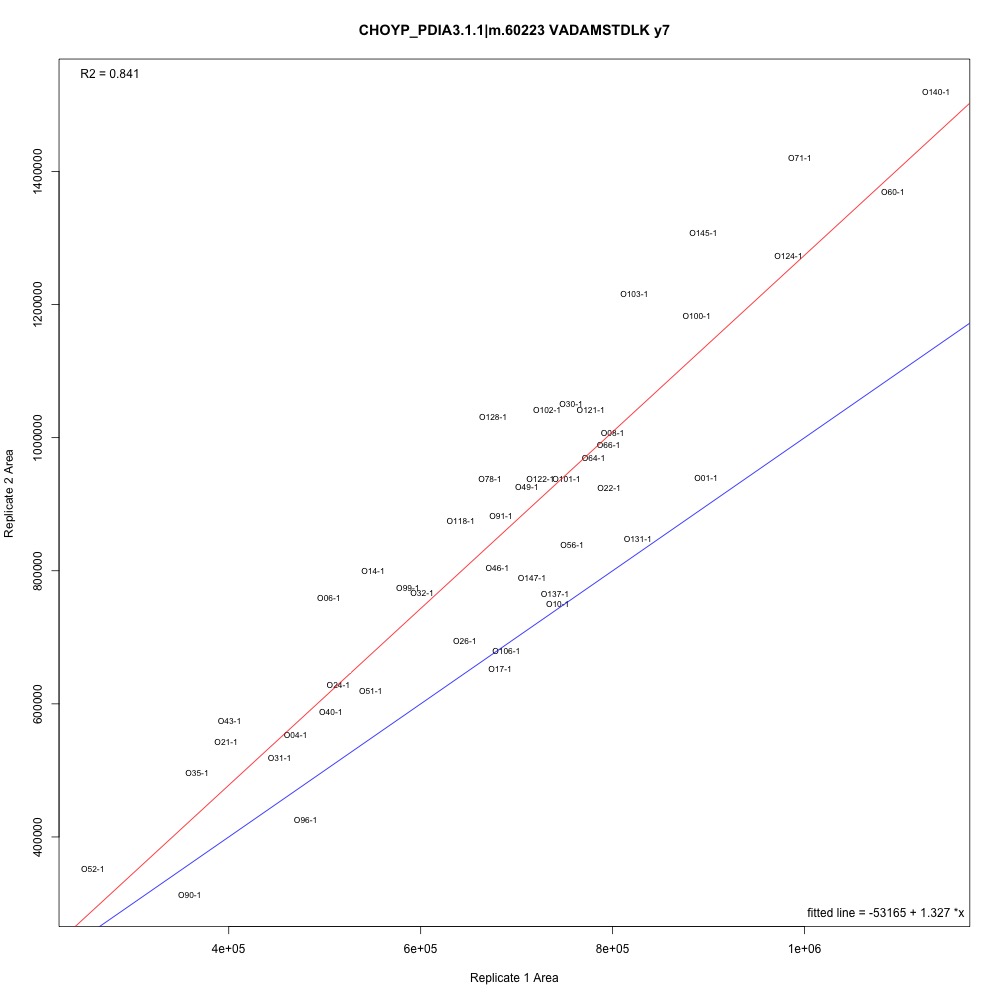 CHOYP_PDIA3.1.1|m.60223 VADAMSTDLK y7
R2 = 0.841
O140-1
O71-1
O60-1
O145-1
O124-1
O103-1
O100-1
O30-1
O102-1 O121-1
O128-1
O08-1
O66-1
O64-1
O78-1 O122-1 O101-1 O01-1
O49-1 O22-1
O91-1
O118-1
O131-1
O56-1
O46-1
O14-1
O147-1
O99-1
O32-1 O137-1
O06-1
O10-1
O26-1
O106-1
O17-1
O24-1
O51-1
O40-1
O43-1
O04-1
O21-1
O31-1
O35-1
O96-1
O52-1
O90-1
fitted line = -53165 + 1.327 *x
400000
600000
800000
1000000
1200000
1400000
Replicate 2 Area
4e+05 6e+05 8e+05 1e+06
Replicate 1 Area